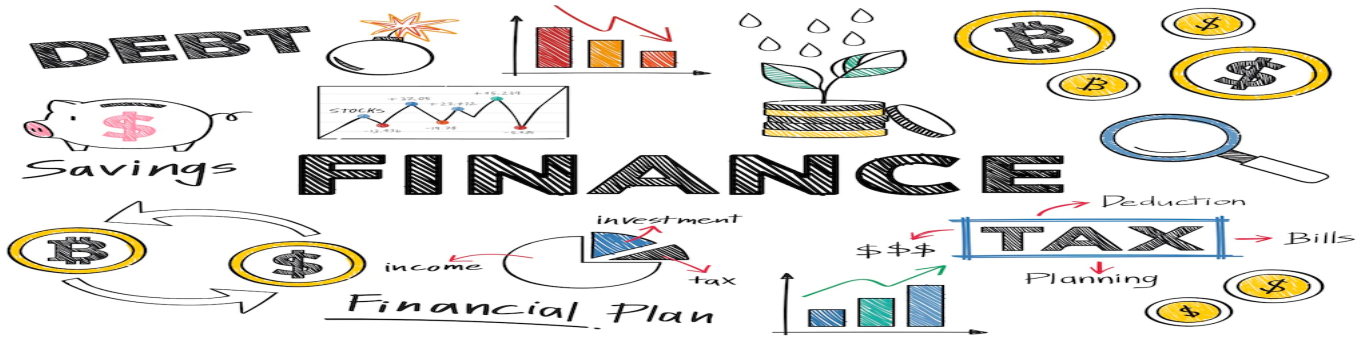 DEBT
STOCKS
Savings
FINANCE
Deduction
investment
$ $ $
TAX
Bills
income
tax
Planning
Financial Plan